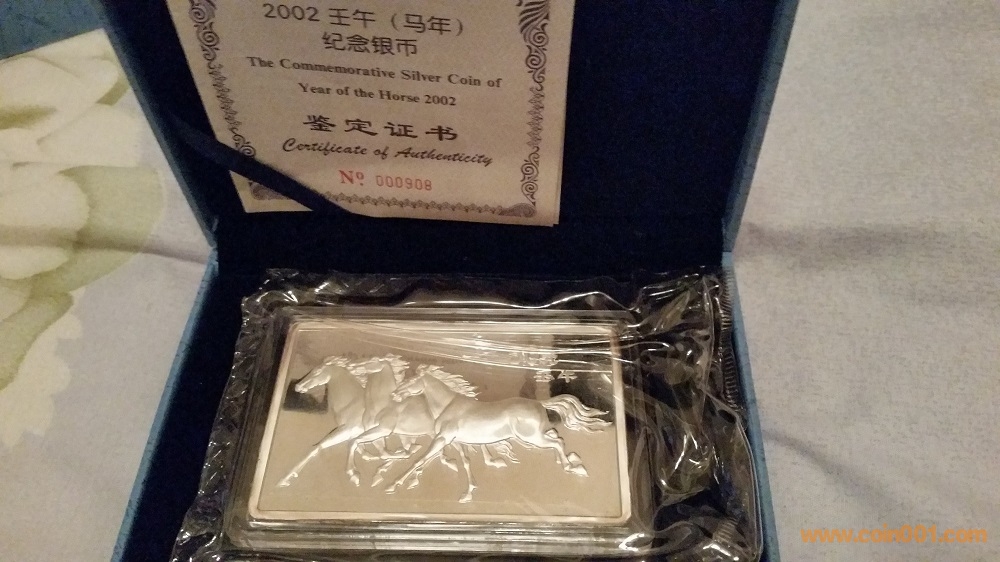 2002 壬午（马年）
纪念银币
The Commemorative Silver Coin of
Year of the Horse 2002
鉴定证书
Certificate of Authenticity
Nº 000908
www.coin001.com